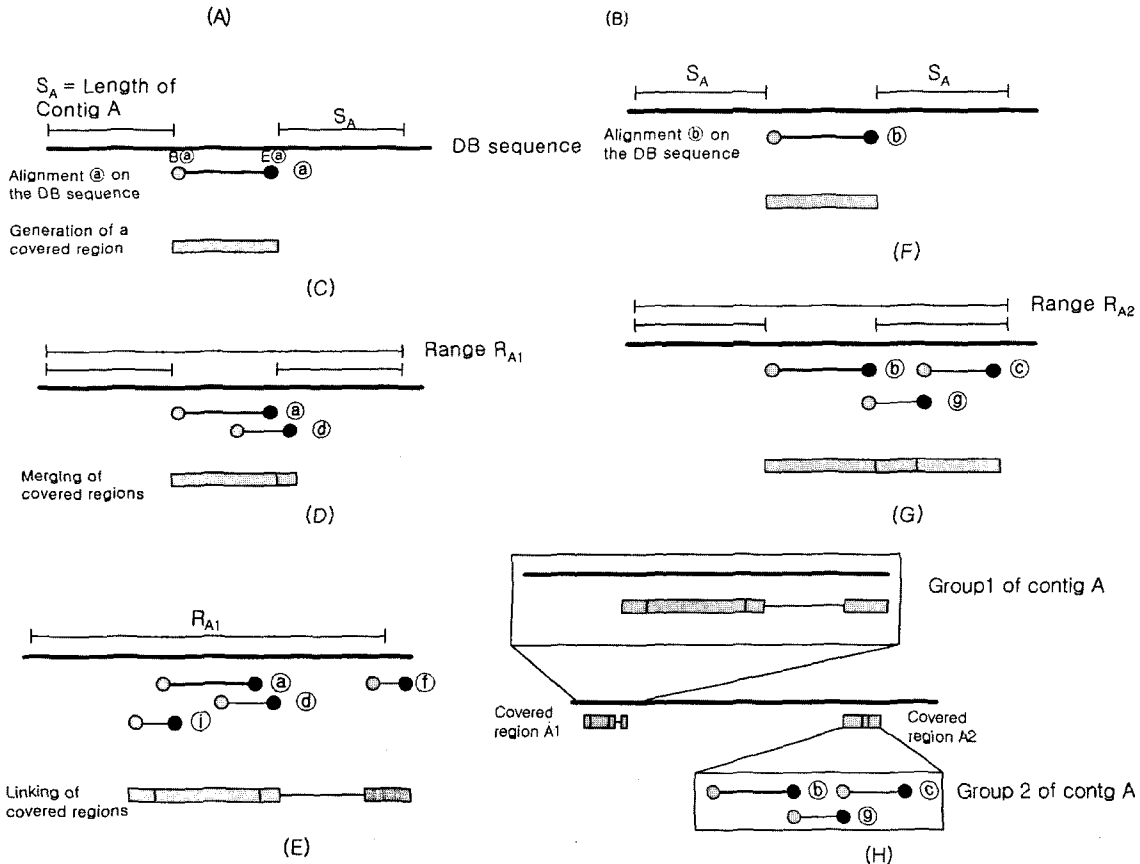 (A)
S_A = Length of
Contig A
S_A
DB sequence
Bⓐ
Eⓐ
Alignment ⓐ on
the DB sequence
ⓐ
Generation of a
covered region
(C)
Range R_A1
ⓐ
ⓓ
Merging of
covered regions
(D)
R_A1
ⓐ
ⓕ
ⓓ
ⓘ
Linking of
covered regions
(E)
(B)
S_A
S_A
Alignment ⓑ on
the DB sequence
ⓑ
(F)
Range R_A2
ⓑ
ⓒ
ⓖ
(G)
Group1 of contig A
Covered
region A1
Covered
region A2
ⓑ
ⓒ
ⓖ
Group 2 of contg A
(H)